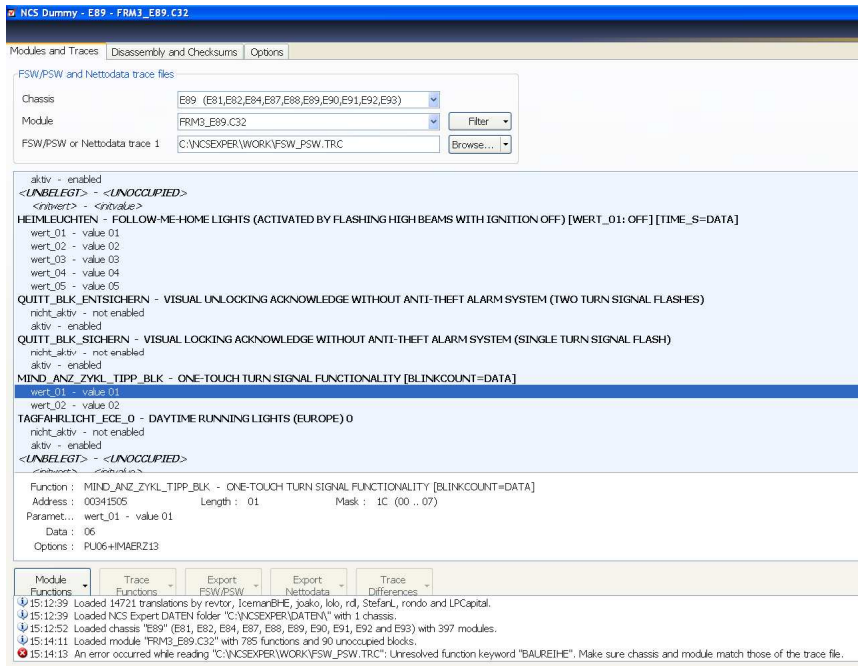 NCS Dummy - E89 - FRM3_E89.C32
Modules and Traces Disassembly and Checksums Options
FSW/PSW and Nettodata trace files
Chassis E89 (E81,E82,E84,E87,E88,E89,E90,E91,E92,E93)
Module FRM3_E89.C32 Filter
FSW/PSW or Nettodata trace 1 C:\NCSEXPER\WORK\FSW_PSW.TRC Browse...
aktiv - enabled
<UNBELEGT> - <UNOCCUPIED>
<initwert> - <initvalue>
HEIMLEUCHTEN - FOLLOW-ME-HOME LIGHTS (ACTIVATED BY FLASHING HIGH BEAMS WITH IGNITION OFF) [WERT_01: OFF] [TIME_S=DATA]
wert_01 - value 01
wert_02 - value 02
wert_03 - value 03
wert_04 - value 04
wert_05 - value 05
QUITT_BLK_ENTSICHERN - VISUAL UNLOCKING ACKNOWLEDGE WITHOUT ANTI-THEFT ALARM SYSTEM (TWO TURN SIGNAL FLASHES)
nicht_aktiv - not enabled
aktiv - enabled
QUITT_BLK_SICHERN - VISUAL LOCKING ACKNOWLEDGE WITHOUT ANTI-THEFT ALARM SYSTEM (SINGLE TURN SIGNAL FLASH)
nicht_aktiv - not enabled
aktiv - enabled
MIND_ANZ_ZYKL_TIPP_BLK - ONE-TOUCH TURN SIGNAL FUNCTIONALITY [BLINKCOUNT=DATA]
wert_01 - value 01
wert_02 - value 02
TAGFAHRLICHT_ECE_0 - DAYTIME RUNNING LIGHTS (EUROPE) 0
nicht_aktiv - not enabled
aktiv - enabled
<UNBELEGT> - <UNOCCUPIED>
<initwert> - <initvalue>
Function : MIND_ANZ_ZYKL_TIPP_BLK - ONE-TOUCH TURN SIGNAL FUNCTIONALITY [BLINKCOUNT=DATA]
Address : 00341505 Length : 01 Mask : 1C (00 .. 07)
Paramet... wert_01 - value 01
Data : 06
Options : PU06+!MAERZ13
Module Functions Trace Functions Export FSW/PSW Export Nettodata Trace Differences
15:12:39 Loaded 14721 translations by revtor, IcemanBHE, joako, lolo, rdl, StefanL, rondo and LPCapital.
15:12:39 Loaded NCS Expert DATEN folder "C:\NCSEXPER\DATEN\" with 1 chassis.
15:12:52 Loaded chassis "E89" (E81, E82, E84, E87, E88, E89, E90, E91, E92 and E93) with 397 modules.
15:14:11 Loaded module "FRM3_E89.C32" with 785 functions and 90 unoccupied blocks.
15:14:13 An error occurred while reading "C:\NCSEXPER\WORK\FSW_PSW.TRC": Unresolved function keyword "BAUREIHE". Make sure chassis and module match those of the trace file.